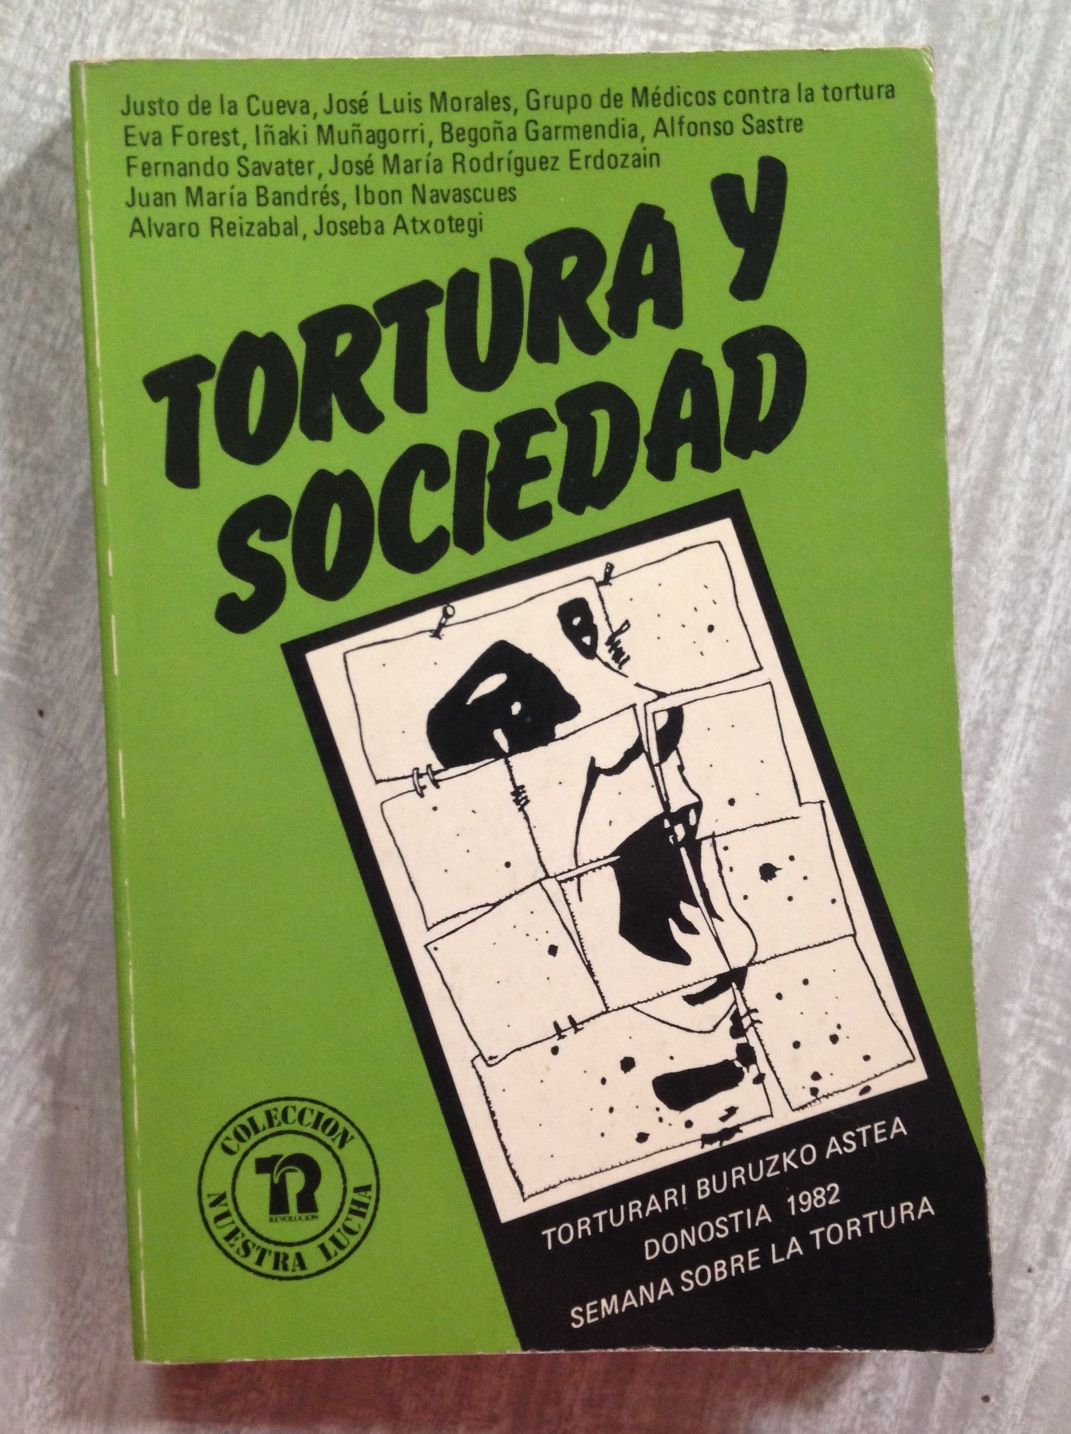 Justo de la Cueva, José Luis Morales, Grupo de Médicos contra la tortura
Eva Forest, Iñaki Muñagorri, Begoña Garmendia, Alfonso Sastre
Fernando Savater, José María Rodríguez Erdozain
Juan María Bandrés, Ibon Navascues
Alvaro Reizabal, Joseba Atxotegi
TORTURA Y
SOCIEDAD
COLECCION
R
REVOLUCION
NUESTRA LUCHA
TORTURARI BURUZKO ASTEA
DONOSTIA 1982
SEMANA SOBRE LA TORTURA